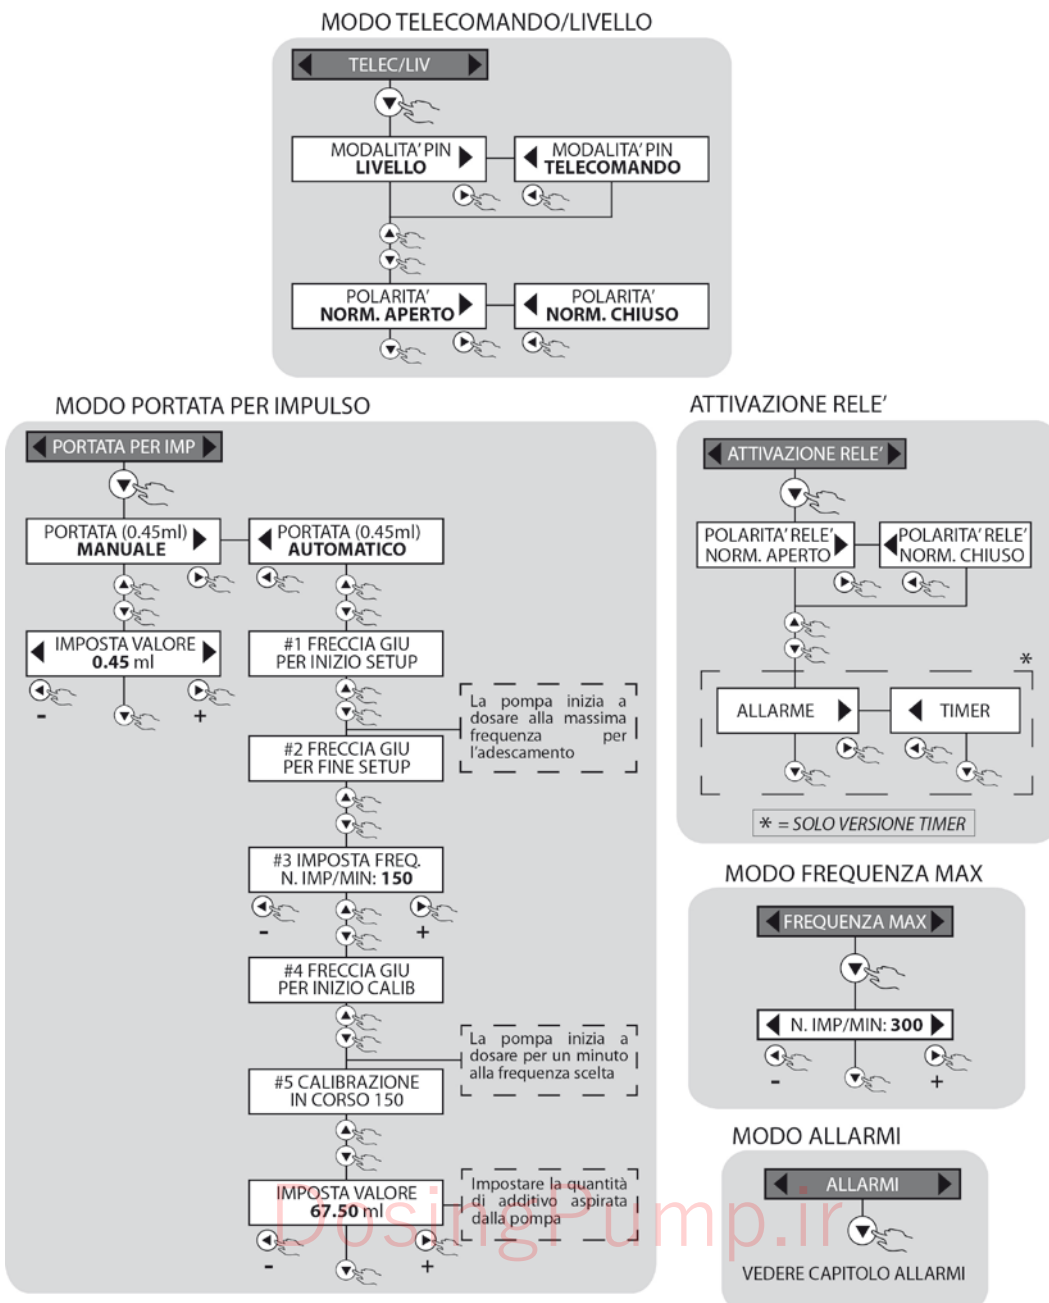 MODO TELECOMANDO/LIVELLO
TELEC/LIV
MODALITA' PIN
LIVELLO
MODALITA' PIN
TELECOMANDO
POLARITA'
NORM. APERTO
POLARITA'
NORM. CHIUSO
MODO PORTATA PER IMPULSO
PORTATA PER IMP
PORTATA (0.45ml)
MANUALE
PORTATA (0.45ml)
AUTOMATICO
IMPOSTA VALORE
0.45 ml
-
+
#1 FRECCIA GIU
PER INIZIO SETUP
La pompa inizia a
dosare alla massima
frequenza per
l'adescamento
#2 FRECCIA GIU
PER FINE SETUP
#3 IMPOSTA FREQ.
N. IMP/MIN: 150
-
+
#4 FRECCIA GIU
PER INIZIO CALIB
La pompa inizia a
dosare per un minuto
alla frequenza scelta
#5 CALIBRAZIONE
IN CORSO 150
IMPOSTA VALORE
67.50 ml
-
+
Impostare la quantità
di additivo aspirata
dalla pompa
ATTIVAZIONE RELE'
ATTIVAZIONE RELE'
POLARITA' RELE'
NORM. APERTO
POLARITA' RELE'
NORM. CHIUSO
*
ALLARME
TIMER
* = SOLO VERSIONE TIMER
MODO FREQUENZA MAX
FREQUENZA MAX
N. IMP/MIN: 300
-
+
MODO ALLARMI
ALLARMI
VEDERE CAPITOLO ALLARMI
DosingPump.ir